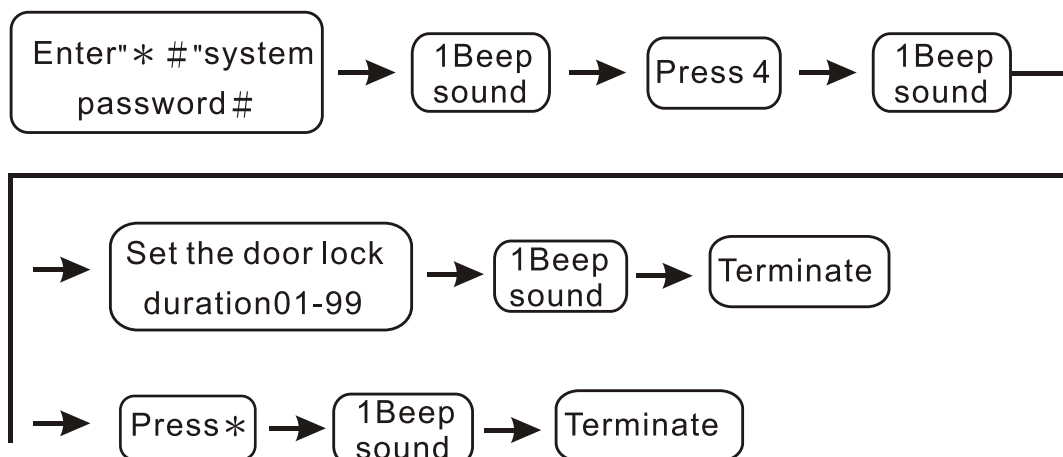 Enter"＊ #"system
password#
1Beep
sound
Press 4
1Beep
sound
Set the door lock
duration01-99
1Beep
sound
Terminate
Press＊
1Beep
sound
Terminate